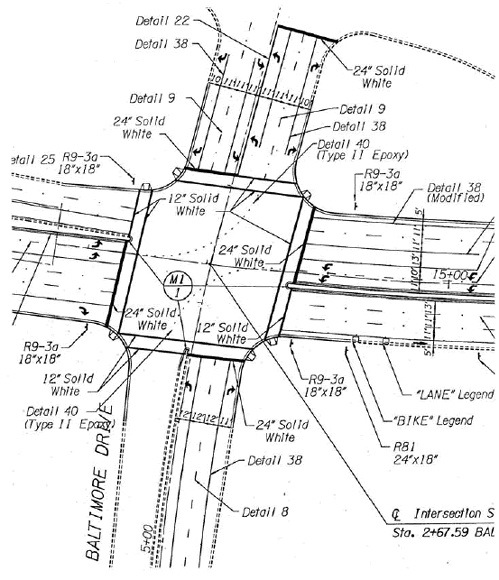 Detail 22
Detail 38
24" Solid
White
Detail 9
Detail 9
24" Solid
White
Detail 38
Detail 40
(Type II Epoxy)
etail 25
R9-3a
18"x18"
R9-3a
18"x18"
Detail 38
(Modified)
12" Solid
White
24" Solid
White
15+00
M1
1
24" Solid
White
12" Solid
White
R9-3a
18"x18"
12" Solid
White
R9-3a
18"x18"
"LANE" Legend
Detail 40
(Type II Epoxy)
24" Solid
White
"BIKE" Legend
R81
24"x18"
Detail 38
BALTIMORE DRIVE
Detail 8
5+00
℄ Intersection S
Sta. 2+67.59 BAL